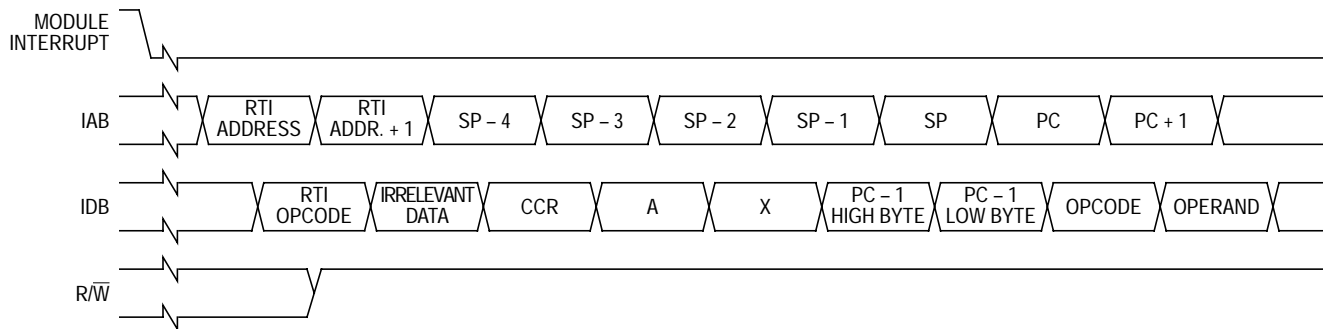 MODULE
INTERRUPT
IAB
RTI
ADDRESS
RTI
ADDR. + 1
SP – 4
SP – 3
SP – 2
SP – 1
SP
PC
PC + 1
IDB
RTI
OPCODE
IRRELEVANT
DATA
CCR
A
X
PC – 1
HIGH BYTE
PC – 1
LOW BYTE
OPCODE
OPERAND
R/W̅